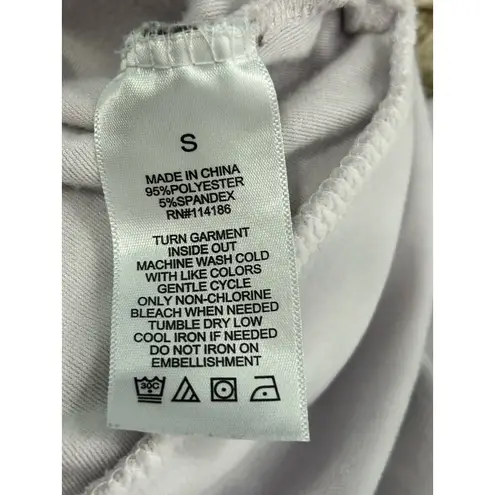 S
MADE IN CHINA
95%POLYESTER
5%SPANDEX
RN#114186
TURN GARMENT
INSIDE OUT
MACHINE WASH COLD
WITH LIKE COLORS
GENTLE CYCLE
ONLY NON-CHLORINE
BLEACH WHEN NEEDED
TUMBLE DRY LOW
COOL IRON IF NEEDED
DO NOT IRON ON
EMBELLISHMENT
30C